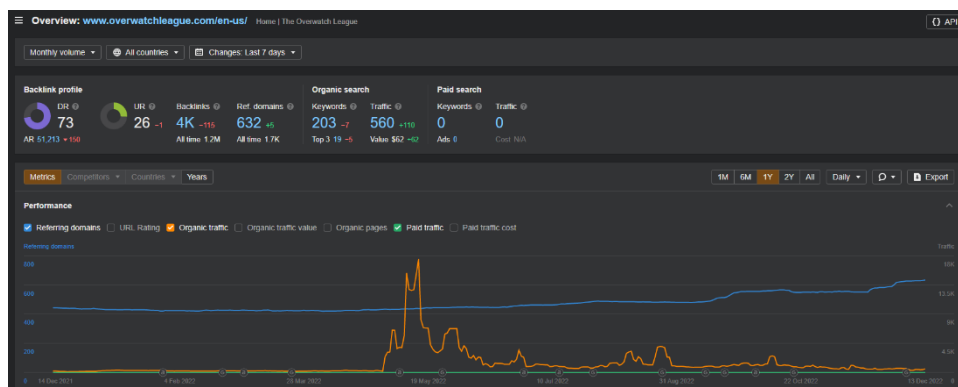 Overview: www.overwatchleague.com/en-us/ Home | The Overwatch League
API
Monthly volume All countries Changes: Last 7 days
Backlink profile Organic search Paid search
DR UR Backlinks Ref. domains Keywords Traffic Keywords Traffic
73 26 -1 4K -115 632 +5 203 -7 560 +110 0 0
AR 51,213 All time 1.2M All time 1.7K Top 3 19 -5 Value $62 -62 Ads 0 Cost N/A
Metrics Competitors Countries Years 1M 6M 1Y 2Y All Daily Export
Performance
Referring domains URL Rating Organic traffic Organic traffic value Organic pages Paid traffic Paid traffic cost
Referring domains Traffic
600 13.5K
400 9K
200 4.5K
0 14 Dec 2021 4 Feb 2022 28 Mar 2022 19 May 2022 10 Jul 2022 31 Aug 2022 22 Oct 2022 13 Dec 2022 0